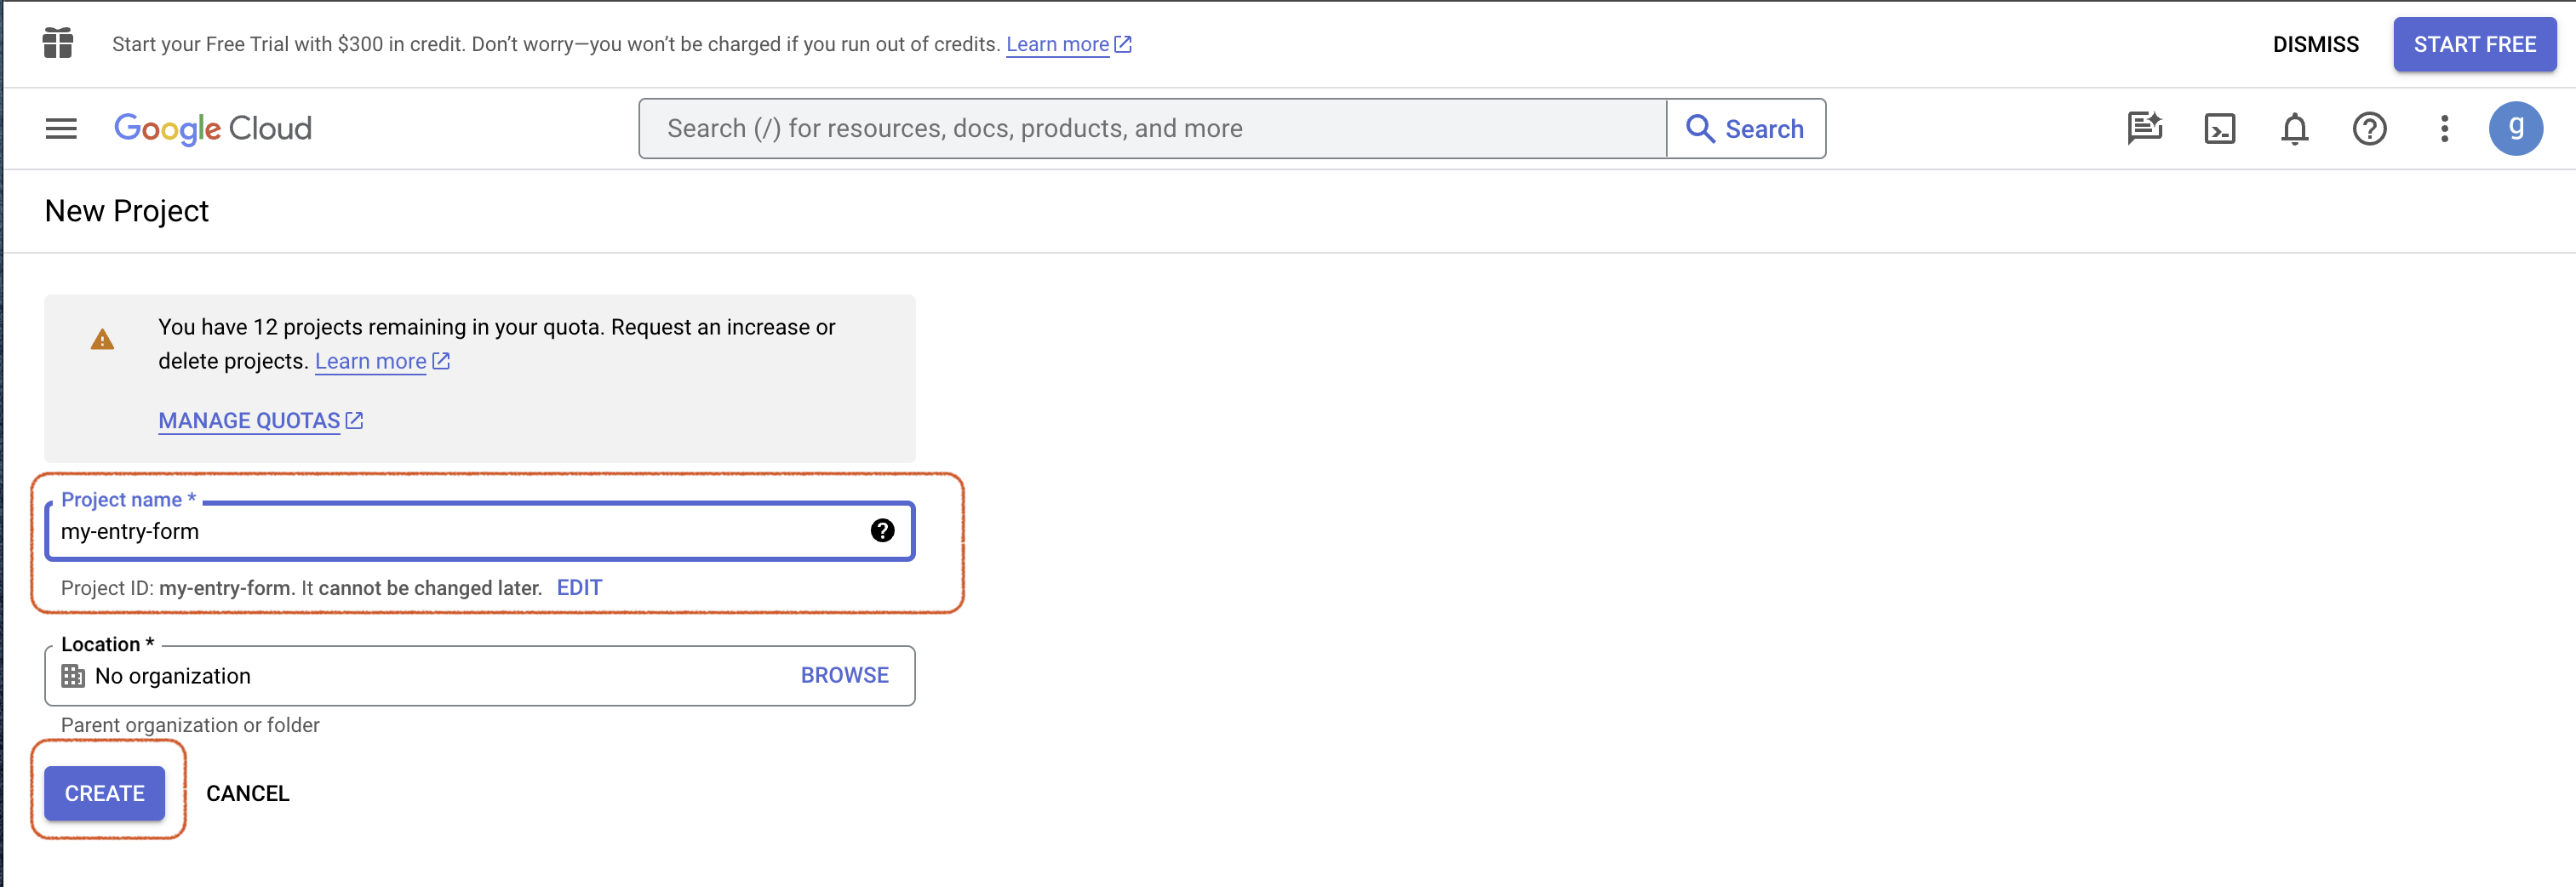 Start your Free Trial with $300 in credit. Don't worry—you won't be charged if you run out of credits. Learn more
DISMISS
START FREE
Google Cloud
Search (/) for resources, docs, products, and more
Search
g
New Project
You have 12 projects remaining in your quota. Request an increase or
delete projects. Learn more
MANAGE QUOTAS
Project name *
my-entry-form
Project ID: my-entry-form. It cannot be changed later. EDIT
Location *
No organization
BROWSE
Parent organization or folder
CREATE
CANCEL